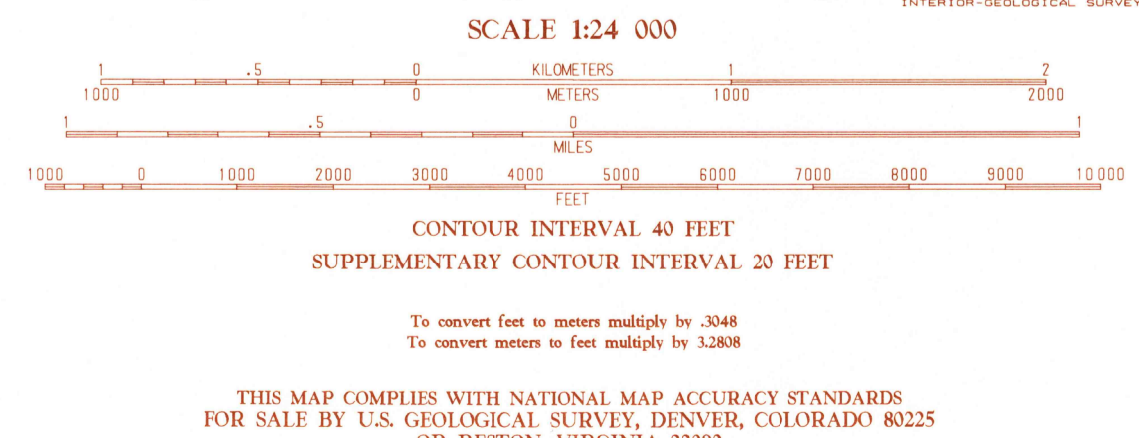 INTERIOR-GEOLOGICAL SURVEY
SCALE 1:24 000
1 .5 0 KILOMETERS 1 2
1000 0 METERS 1000 2000
1 .5 0 1
MILES
1000 0 1000 2000 3000 4000 5000 6000 7000 8000 9000 10 000
FEET
CONTOUR INTERVAL 40 FEET
SUPPLEMENTARY CONTOUR INTERVAL 20 FEET
To convert feet to meters multiply by .3048
To convert meters to feet multiply by 3.2808
THIS MAP COMPLIES WITH NATIONAL MAP ACCURACY STANDARDS
FOR SALE BY U.S. GEOLOGICAL SURVEY, DENVER, COLORADO 80225
OR RESTON, VIRGINIA 22092